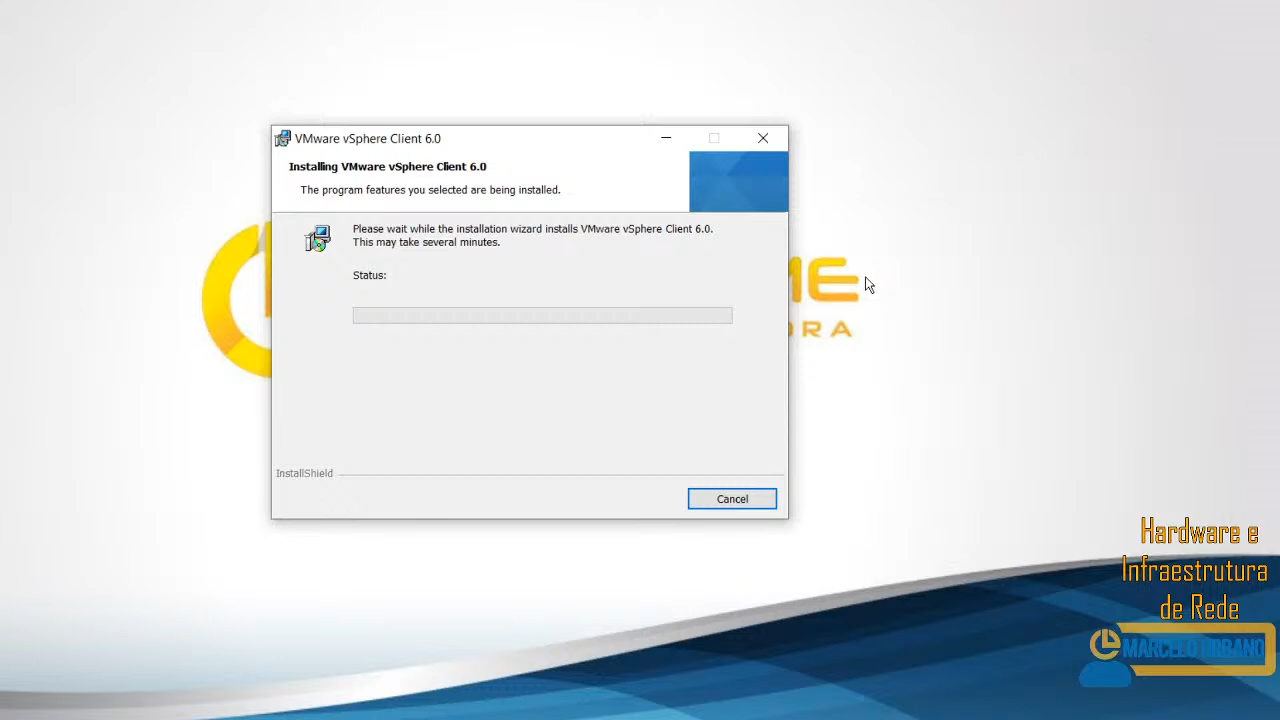 VMware vSphere Client 6.0
Installing VMware vSphere Client 6.0
The program features you selected are being installed.
Please wait while the installation wizard installs VMware vSphere Client 6.0.
This may take several minutes.
Status:
InstallShield
Cancel
Hardware e
Infraestrutura
de Rede
MARCELO URBANO